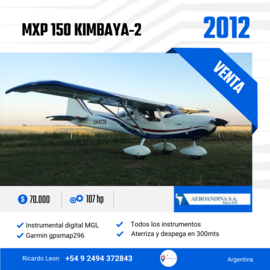 MXP 150 KIMBAYA-2
2012
VENTA
$ 70.000
107 hp
AEROANDINA S.A.
Instrumental digital MGL
Garmin gpsmap296
Todos los instrumentos
Aterriza y despega en 300mts
Ricardo Leon
+54 9 2494 372843
Argentina